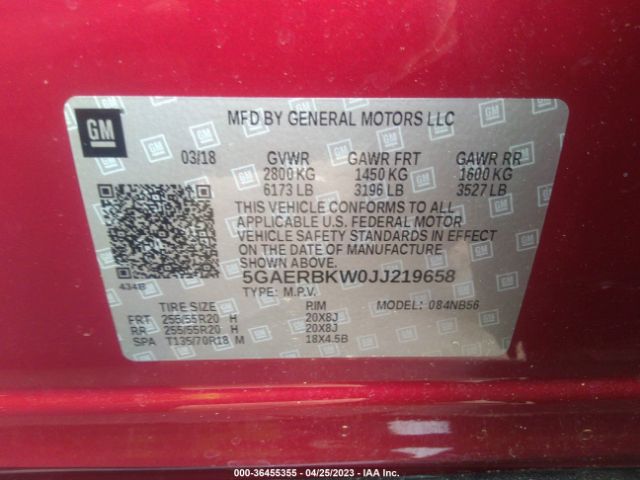 GM MFD BY GENERAL MOTORS LLC
03/18 GVWR GAWR FRT GAWR RR
2800 KG 1450 KG 1600 KG
6173 LB 3196 LB 3527 LB
THIS VEHICLE CONFORMS TO ALL
APPLICABLE U.S. FEDERAL MOTOR
VEHICLE SAFETY STANDARDS IN EFFECT
ON THE DATE OF MANUFACTURE
SHOWN ABOVE.
434B 5GAERBKW0JJ219658
TYPE: M.P.V.
TIRE SIZE RIM MODEL: 084NB56
FRT 255/55R20 H 20X8J
RR 255/55R20 H 20X8J
SPA T135/70R18 M 18X4.5B
000-36455355 - 04/25/2023 - IAA Inc.